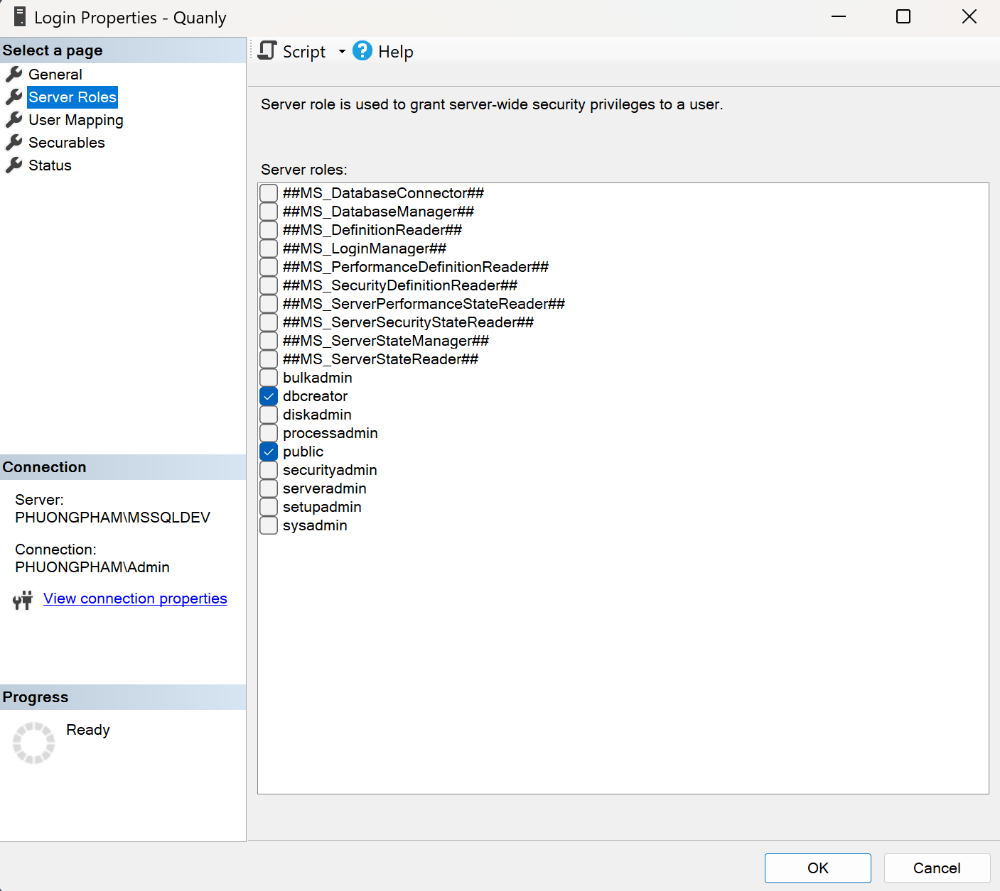 Login Properties - Quanly
Select a page
General
Server Roles
User Mapping
Securables
Status
Script
Help
Server role is used to grant server-wide security privileges to a user.
Server roles:
##MS_DatabaseConnector##
##MS_DatabaseManager##
##MS_DefinitionReader##
##MS_LoginManager##
##MS_PerformanceDefinitionReader##
##MS_SecurityDefinitionReader##
##MS_ServerPerformanceStateReader##
##MS_ServerSecurityStateReader##
##MS_ServerStateManager##
##MS_ServerStateReader##
bulkadmin
dbcreator
diskadmin
processadmin
public
securityadmin
serveradmin
setupadmin
sysadmin
Connection
Server:
PHUONGPHAM\MSSQLDEV
Connection:
PHUONGPHAM\Admin
View connection properties
Progress
Ready
OK
Cancel